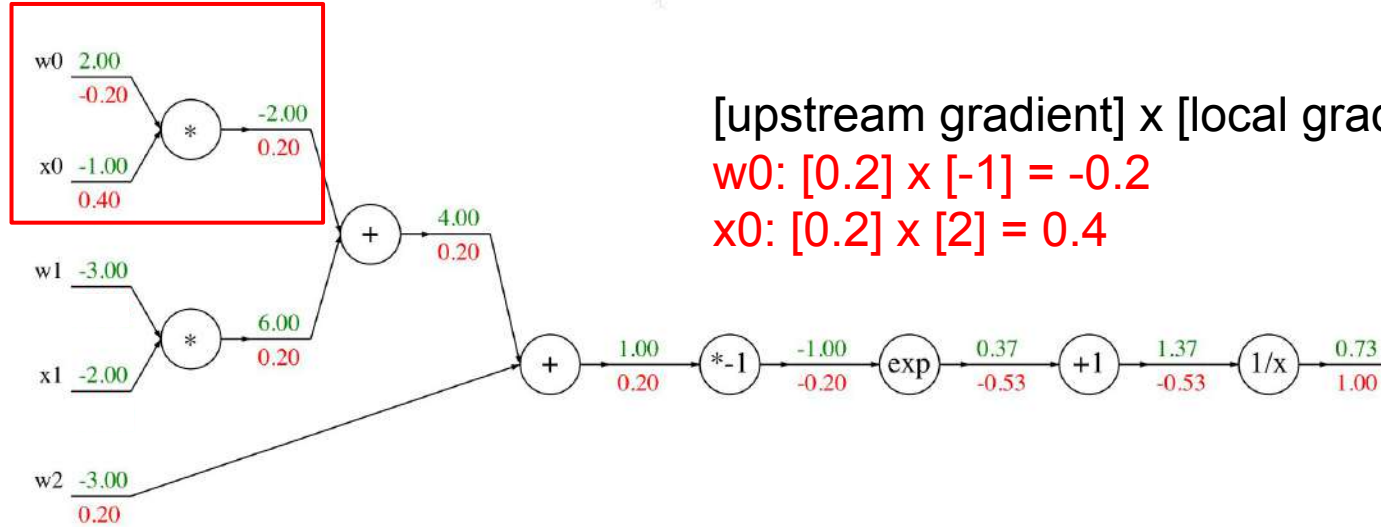 w0 2.00
-0.20
* -2.00
0.20
x0 -1.00
0.40
[upstream gradient] x [local grad
w0: [0.2] x [-1] = -0.2
x0: [0.2] x [2] = 0.4
+ 4.00
0.20
w1 -3.00
* 6.00
0.20
x1 -2.00
+ 1.00 *-1 -1.00 exp 0.37 +1 1.37 1/x 0.73
0.20 -0.20 -0.53 -0.53 1.00
w2 -3.00
0.20